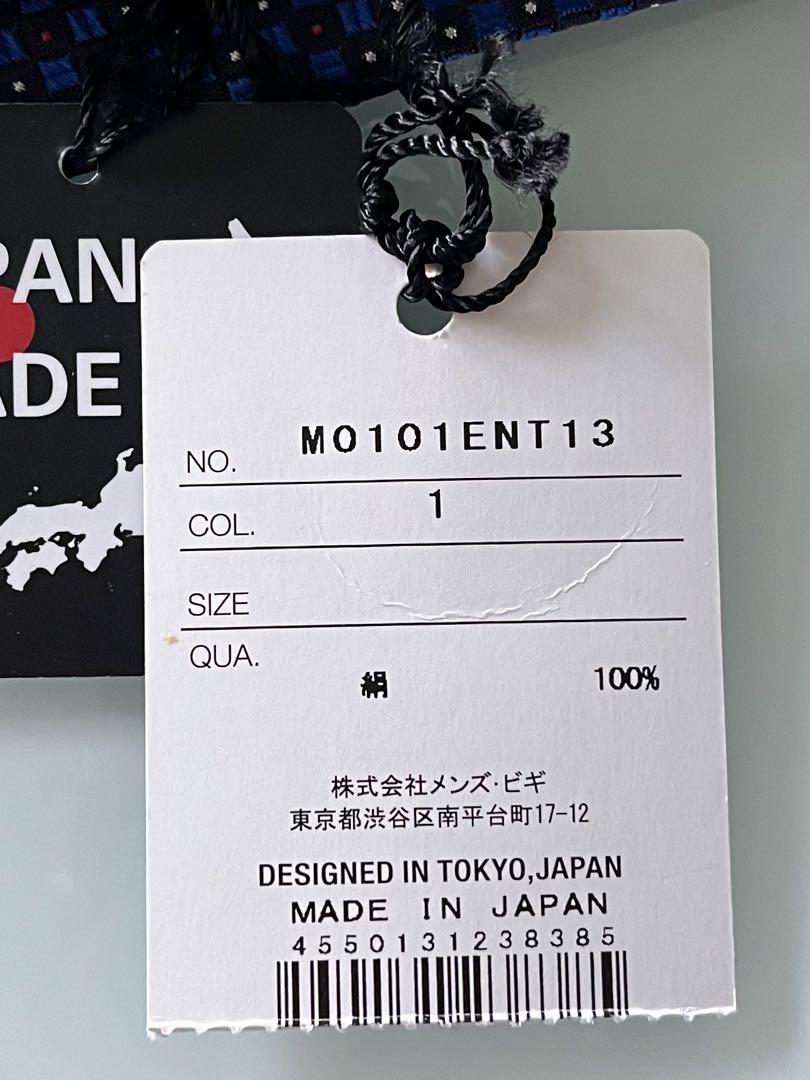 PAN
ADE
NO. M0101ENT13
COL. 1
SIZE
QUA.
絹 100%
株式会社メンズ・ビギ
東京都渋谷区南平台町17-12
DESIGNED IN TOKYO,JAPAN
MADE IN JAPAN
4550131238385